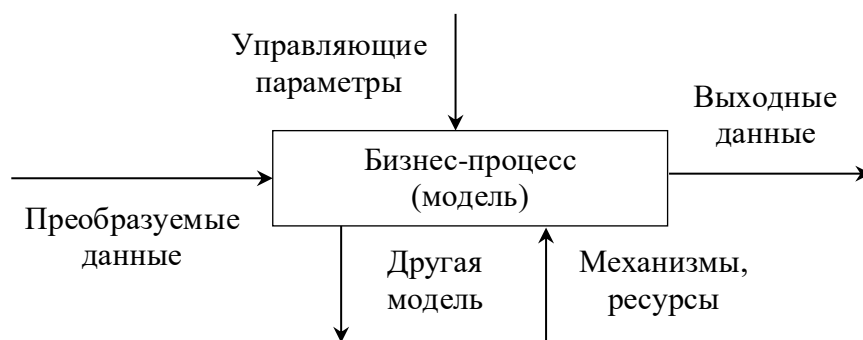 Управляющие
параметры
Выходные
данные
Бизнес-процесс
(модель)
Преобразуемые
данные
Другая
модель
Механизмы,
ресурсы